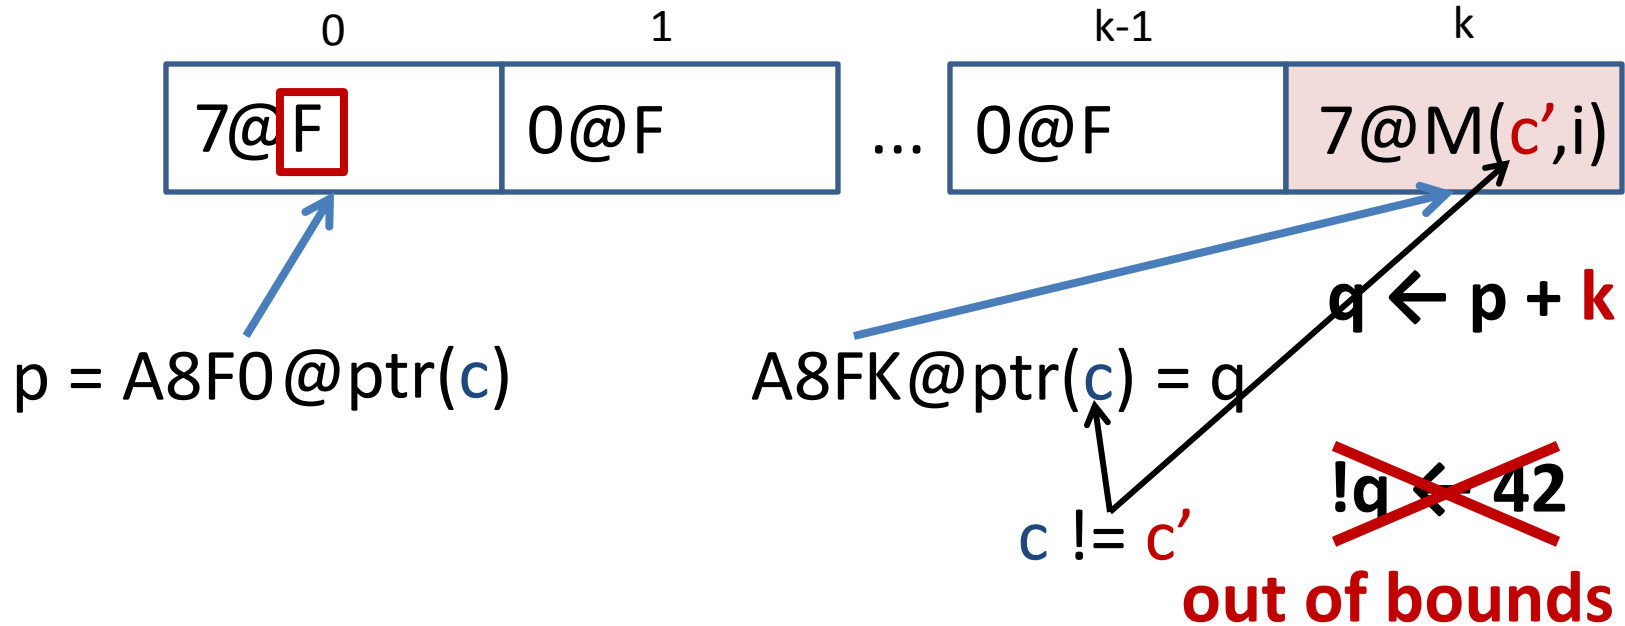 0 1 k-1 k
7@F 0@F ... 0@F 7@M(c’,i)
q ← p + k
p = A8F0@ptr(c) A8FK@ptr(c) = q
!q ← 42
c != c’
out of bounds